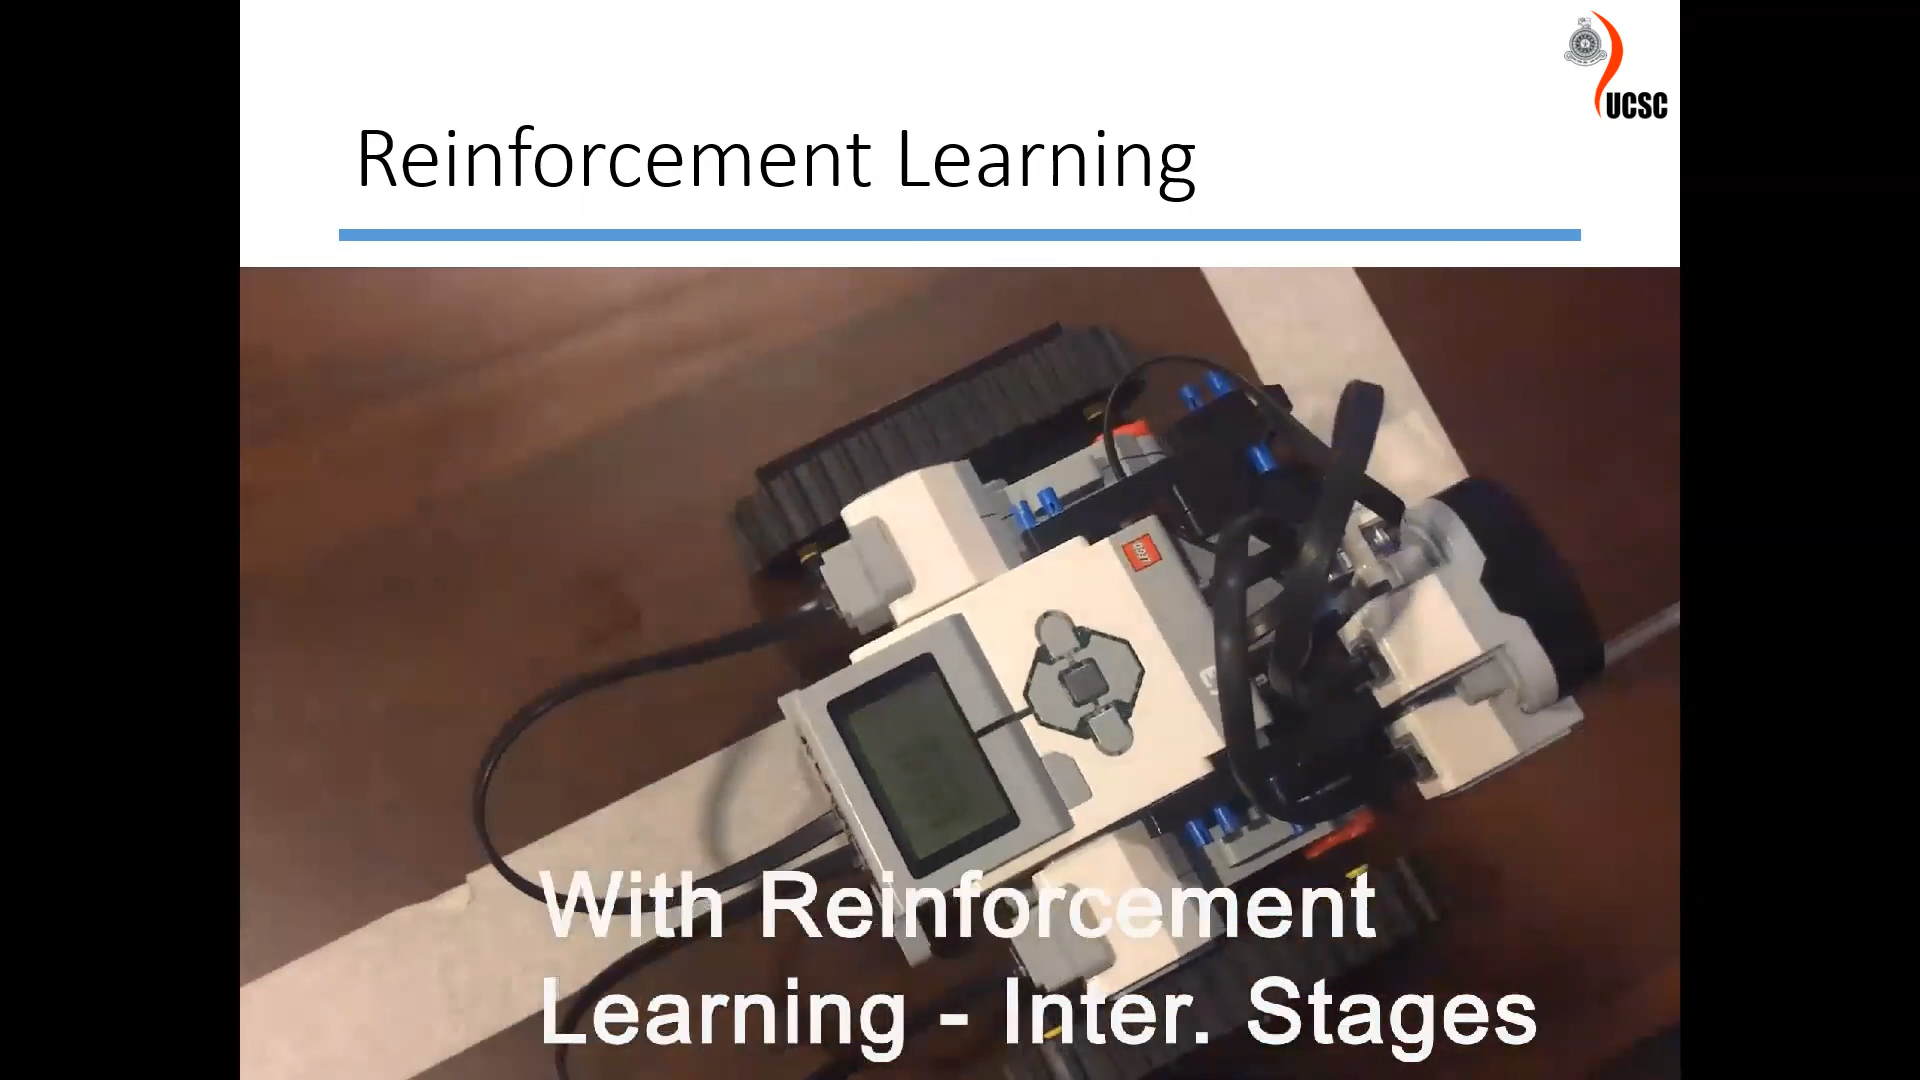 UCSC
Reinforcement Learning
LEGO
With Reinforcement
Learning - Inter. Stages